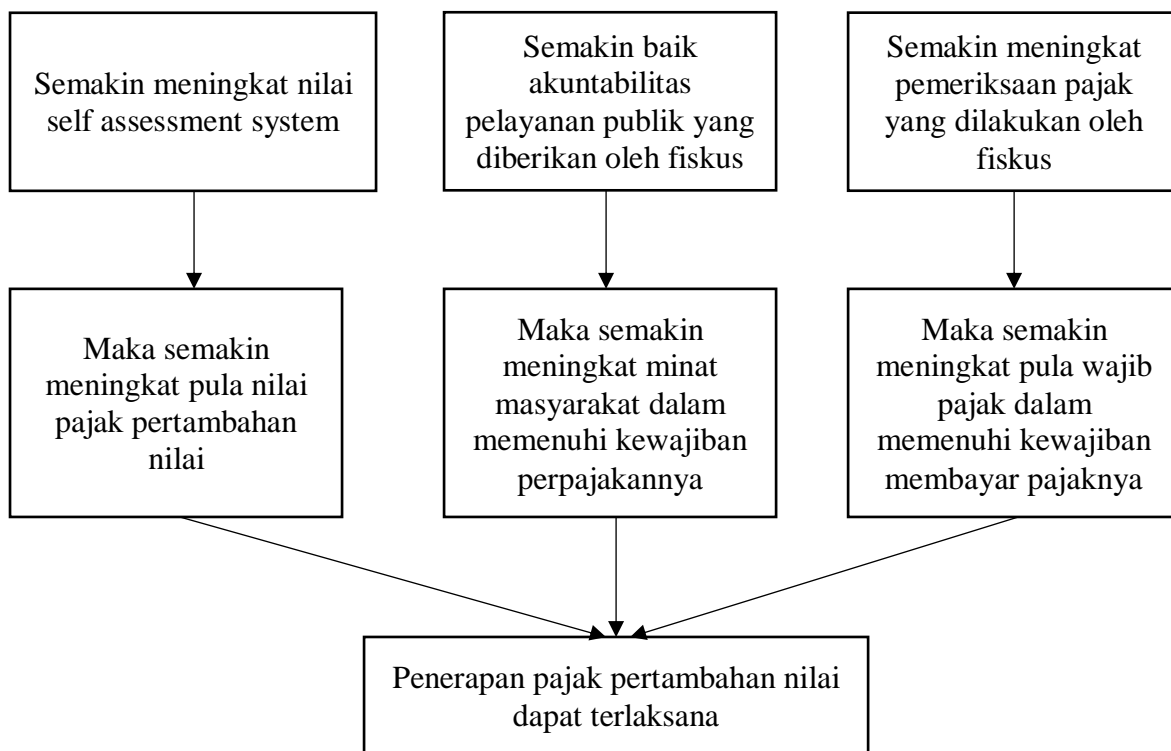 Semakin meningkat nilai
self assessment system
Semakin baik
akuntabilitas
pelayanan publik yang
diberikan oleh fiskus
Semakin meningkat
pemeriksaan pajak
yang dilakukan oleh
fiskus
Maka semakin
meningkat pula nilai
pajak pertambahan
nilai
Maka semakin
meningkat minat
masyarakat dalam
memenuhi kewajiban
perpajakannya
Maka semakin
meningkat pula wajib
pajak dalam
memenuhi kewajiban
membayar pajaknya
Penerapan pajak pertambahan nilai
dapat terlaksana